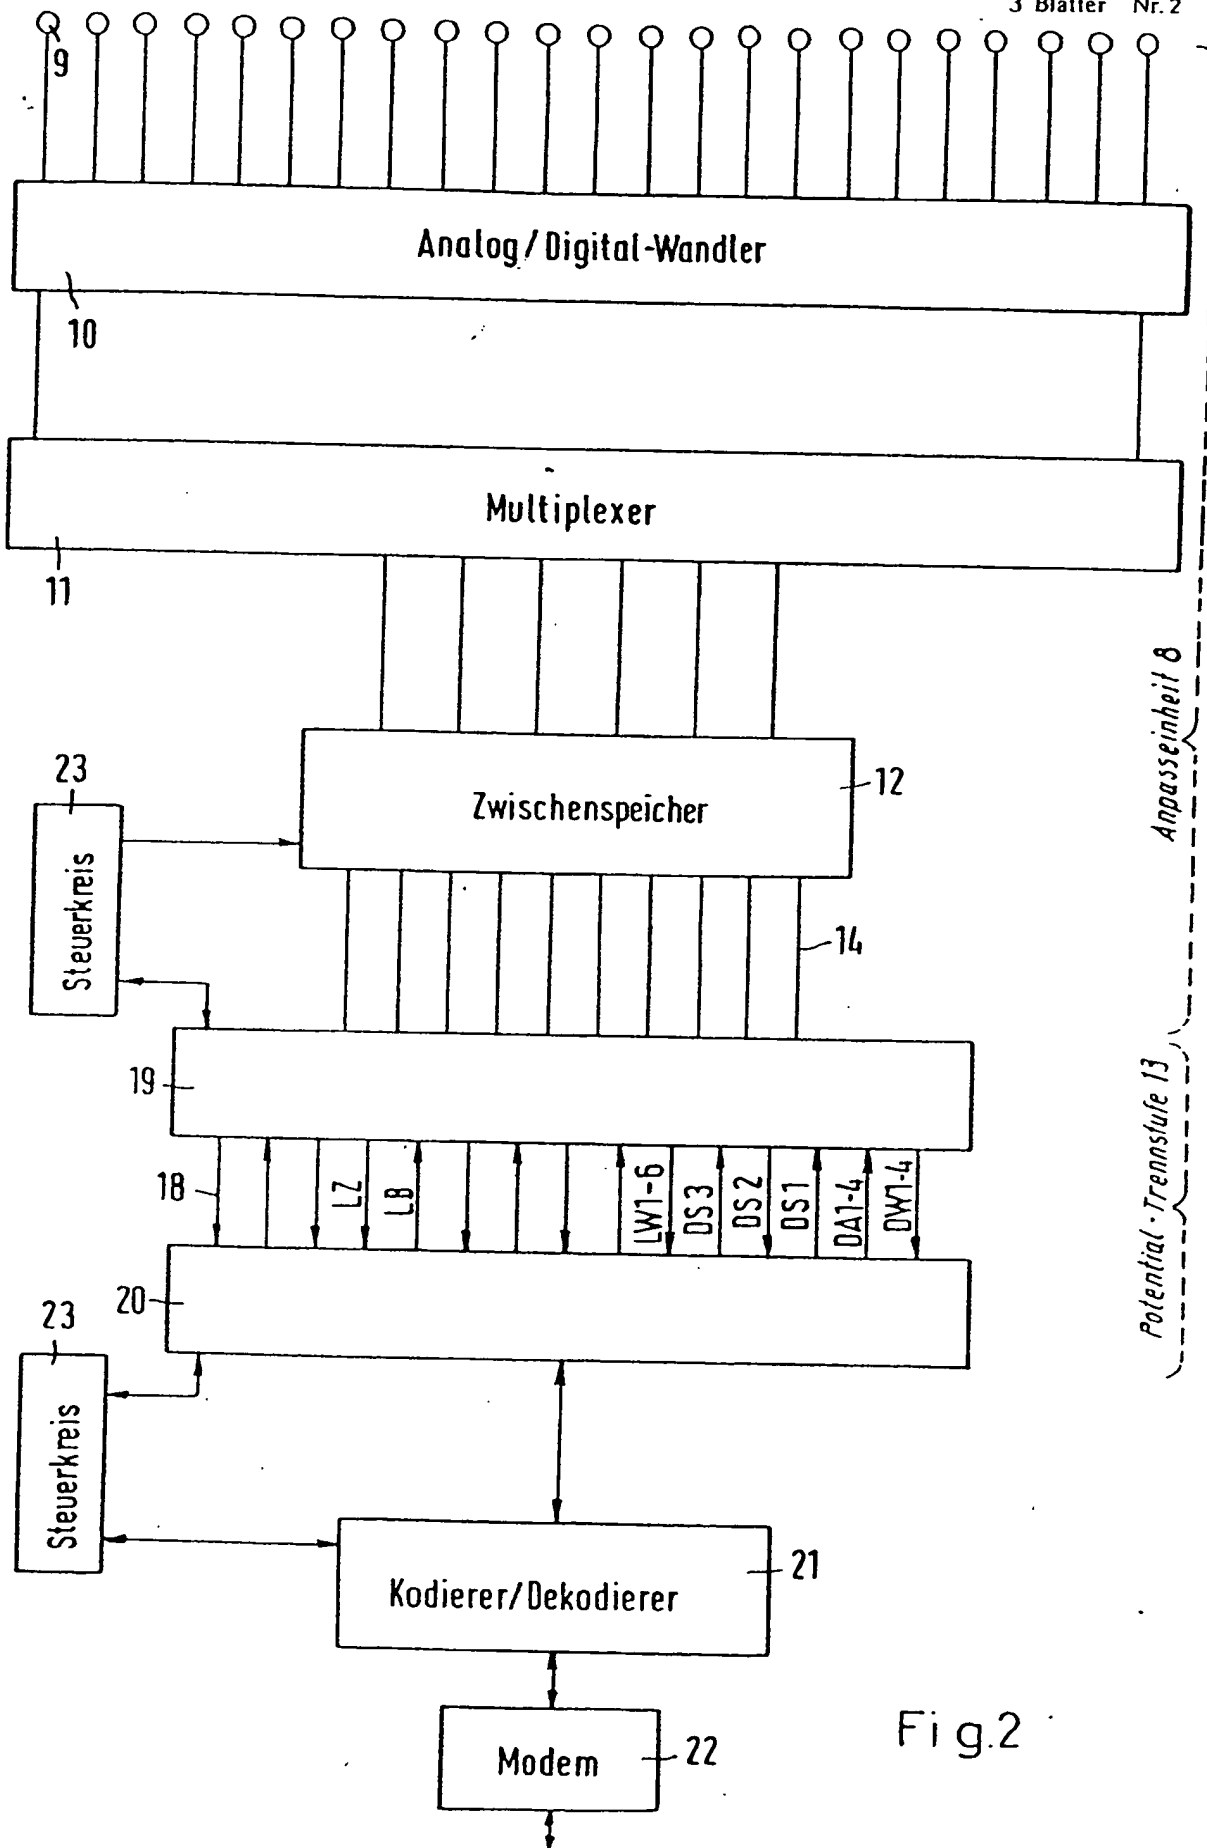 3 Blätter Nr. 2
9
Analog/Digital-Wandler
10
Multiplexer
11
Anpasseinheit 8
23
Steuerkreis
Zwischenspeicher
12
14
19
Potential-Trennstufe 13
18
LZ
LB
LW1-6
DS3
DS2
DS1
DA1-4
DW1-4
20
23
Steuerkreis
Kodierer/Dekodierer
21
Modem
22
Fig.2